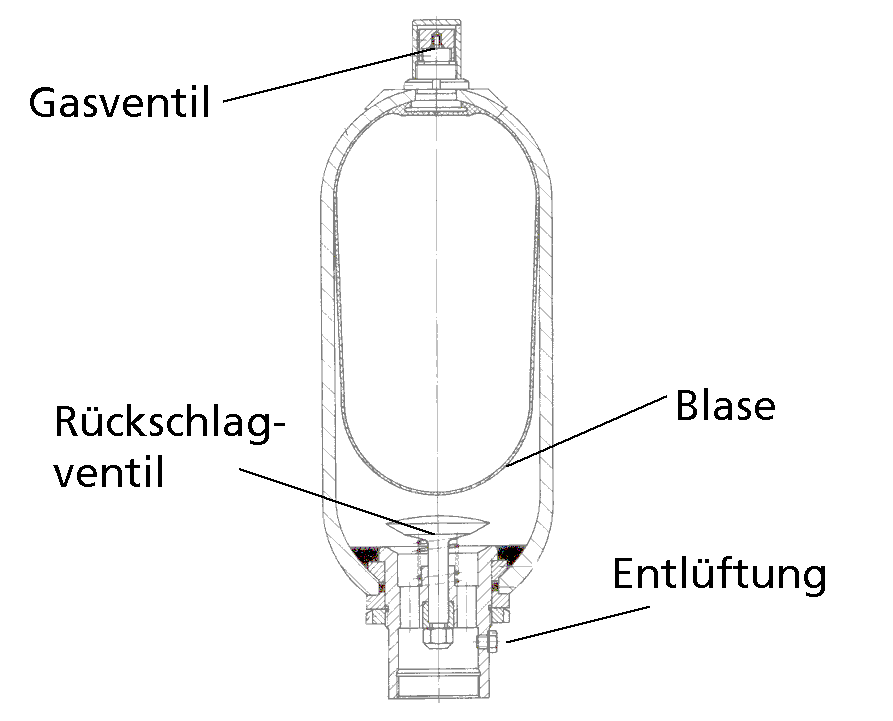 Gasventil
Blase
Rückschlag-
ventil
Entlüftung